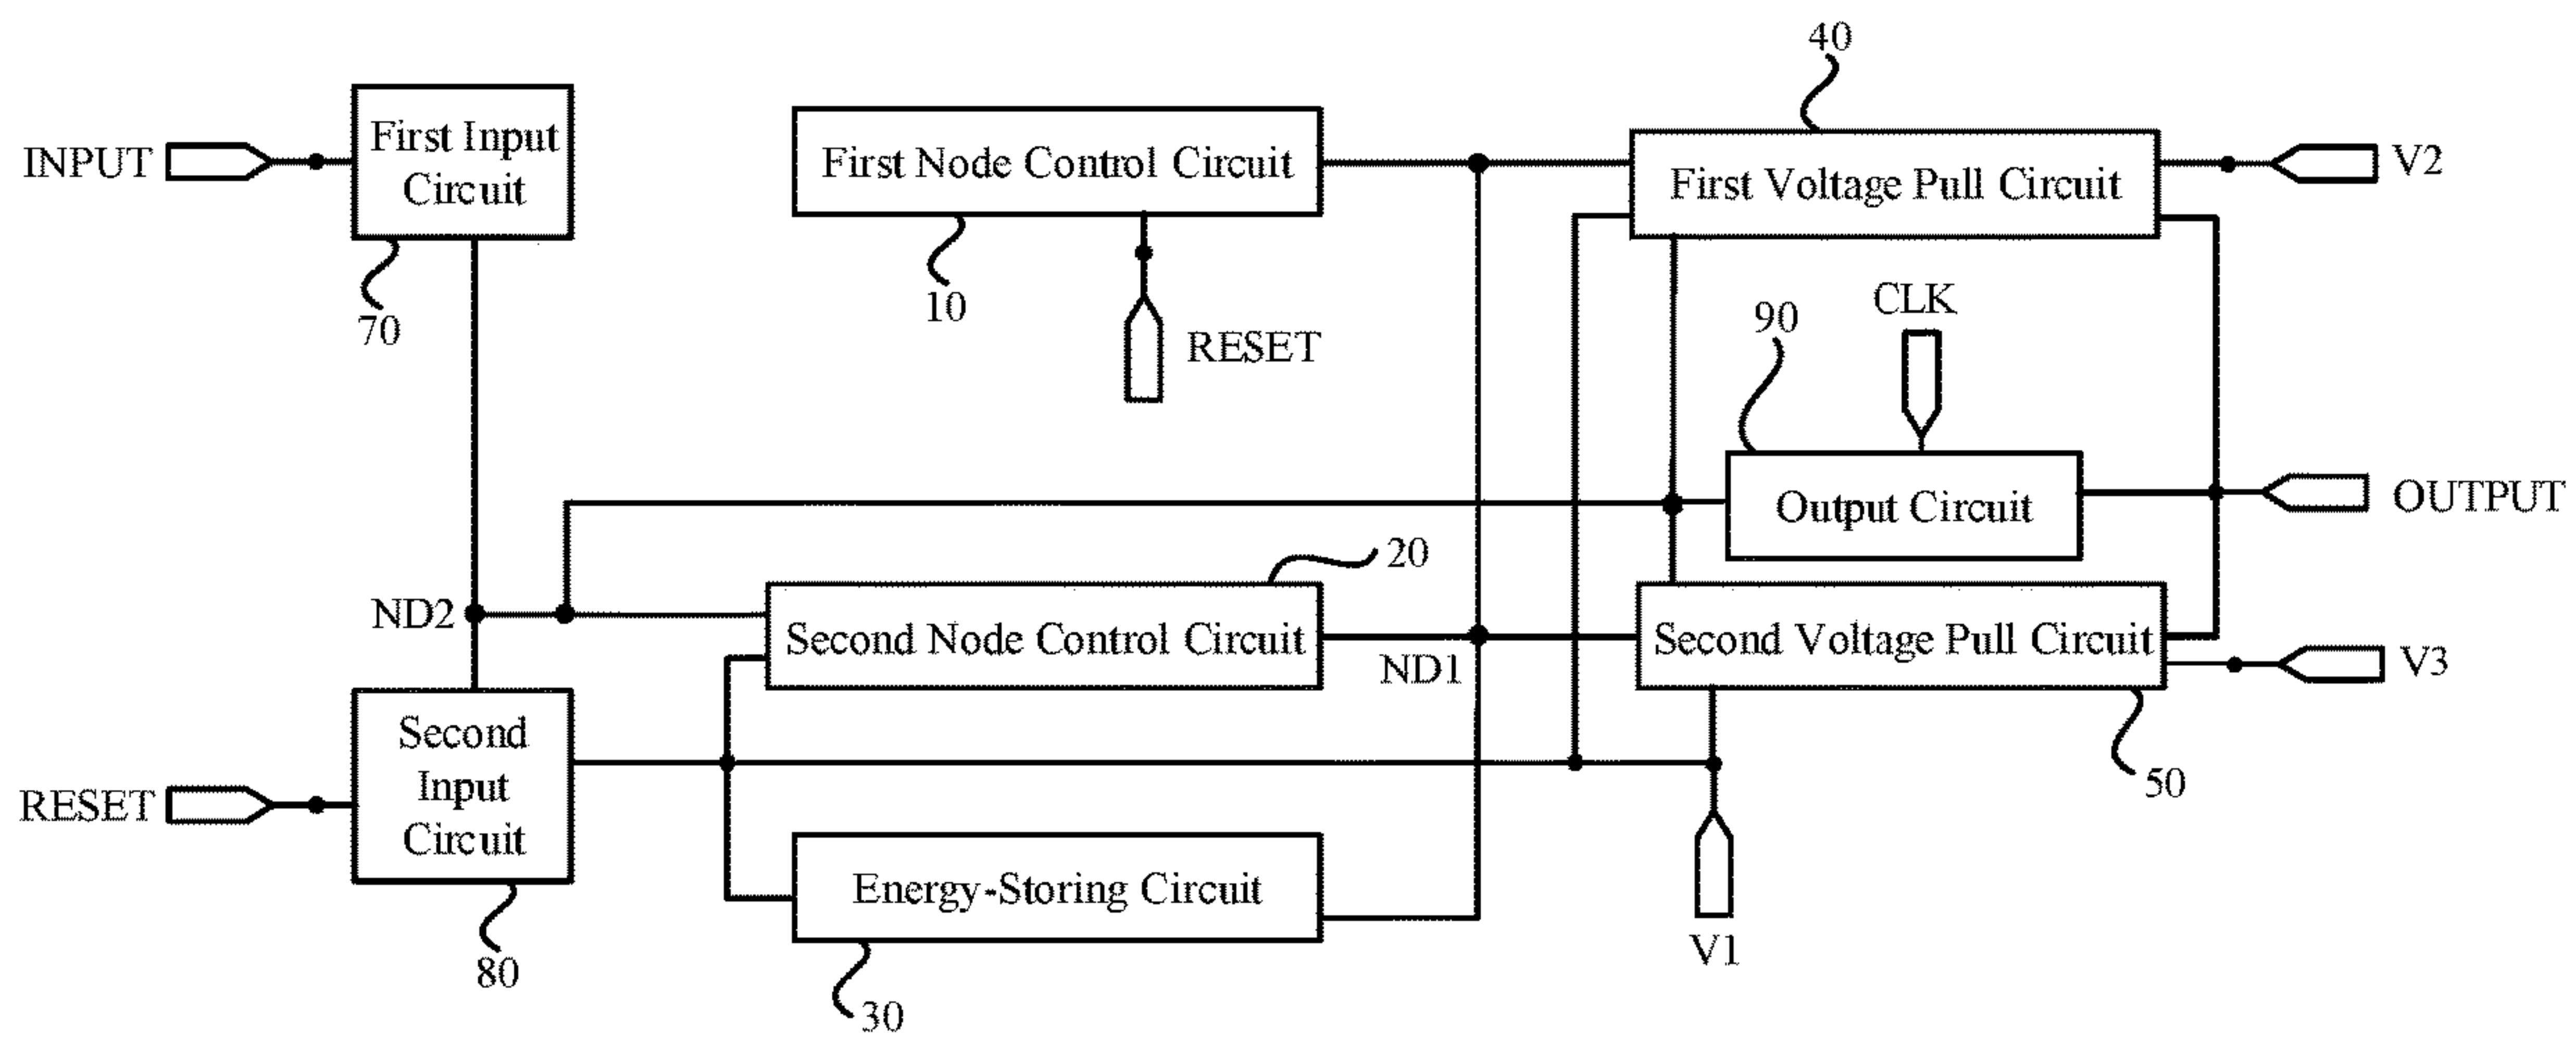 40
INPUT
First Input
Circuit
First Node Control Circuit
First Voltage Pull Circuit
V2
70
10
RESET
90
CLK
Output Circuit
OUTPUT
20
ND2
Second Node Control Circuit
ND1
Second Voltage Pull Circuit
V3
Second
Input
Circuit
RESET
50
Energy-Storing Circuit
V1
80
30